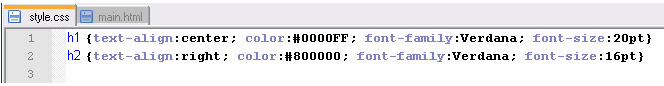 style.css main.html
1 h1 {text-align:center; color:#0000FF; font-family:Verdana; font-size:20pt}
2 h2 {text-align:right; color:#800000; font-family:Verdana; font-size:16pt}
3